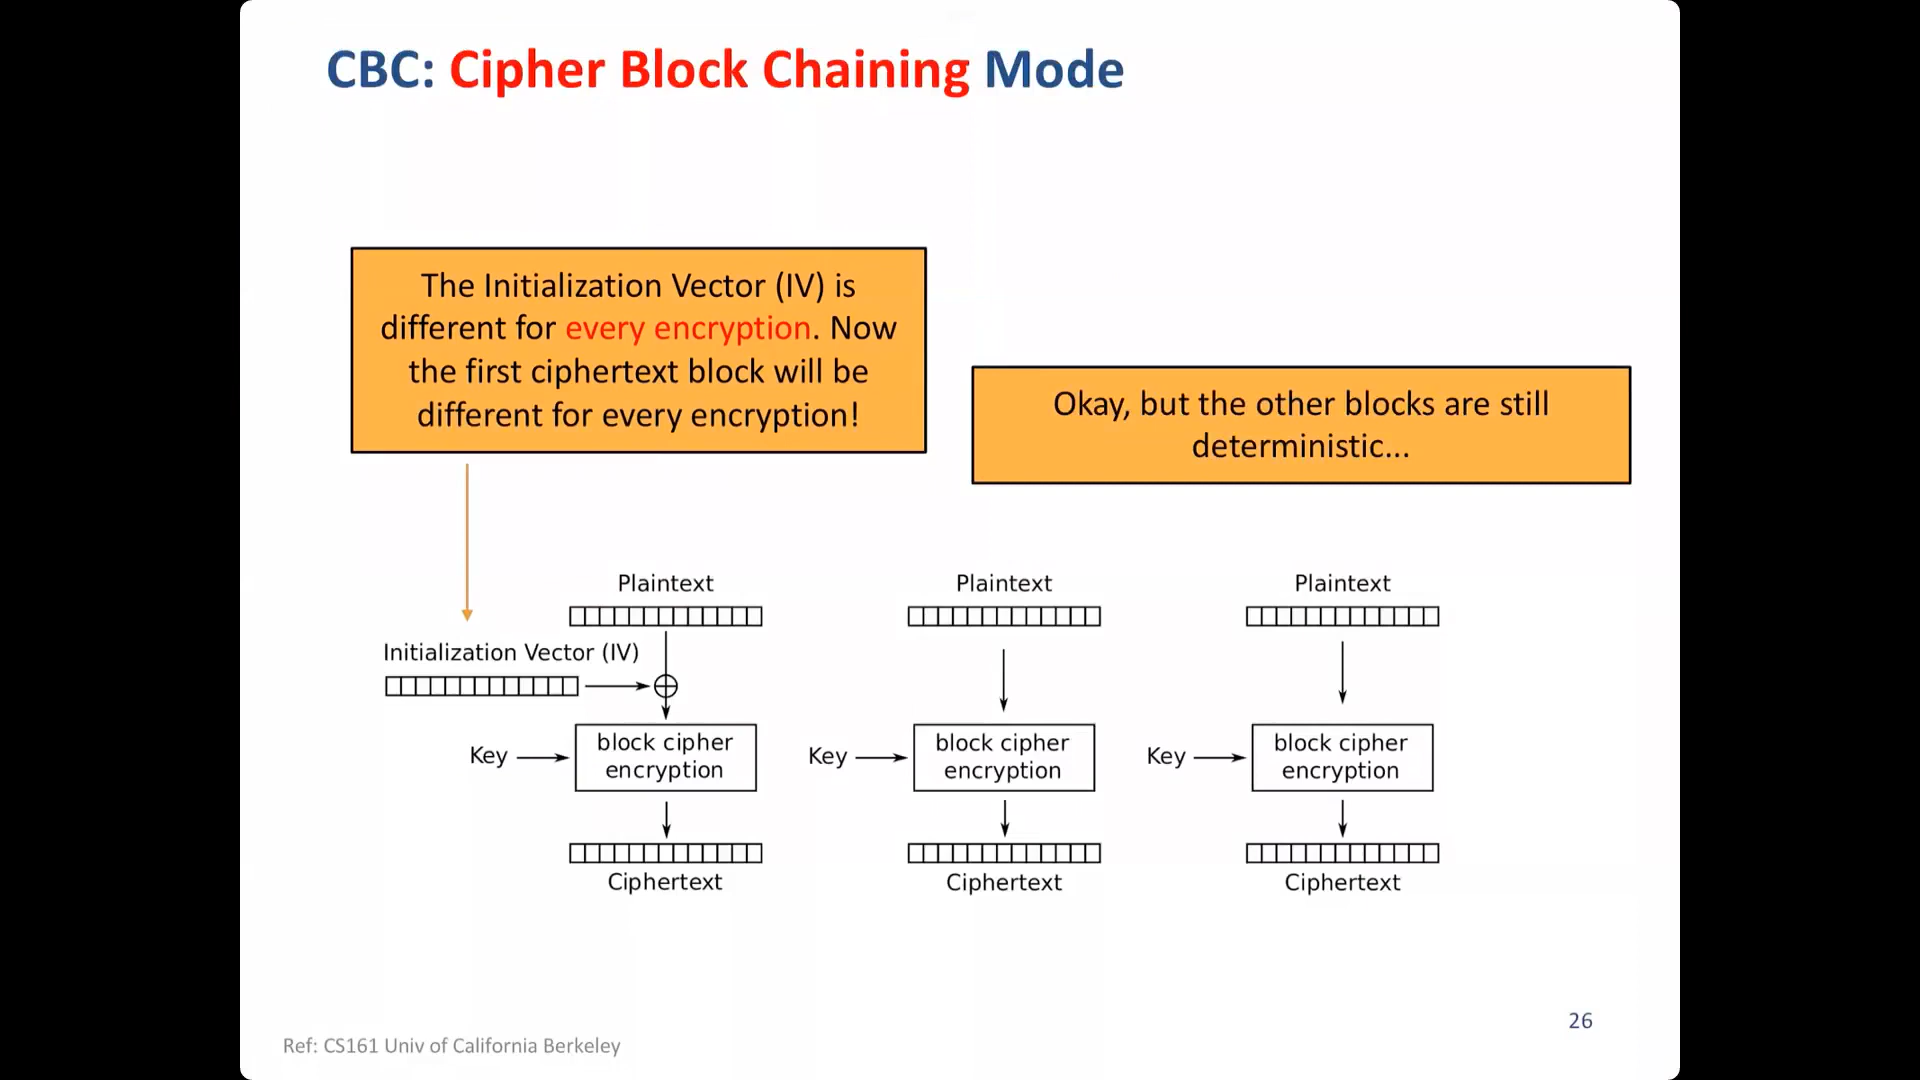 CBC: Cipher Block Chaining Mode
The Initialization Vector (IV) is
different for every encryption. Now
the first ciphertext block will be
different for every encryption!
Okay, but the other blocks are still
deterministic...
Plaintext
Plaintext
Plaintext
Initialization Vector (IV)
Key
block cipher
encryption
Key
block cipher
encryption
Key
block cipher
encryption
Ciphertext
Ciphertext
Ciphertext
26
Ref: CS161 Univ of California Berkeley